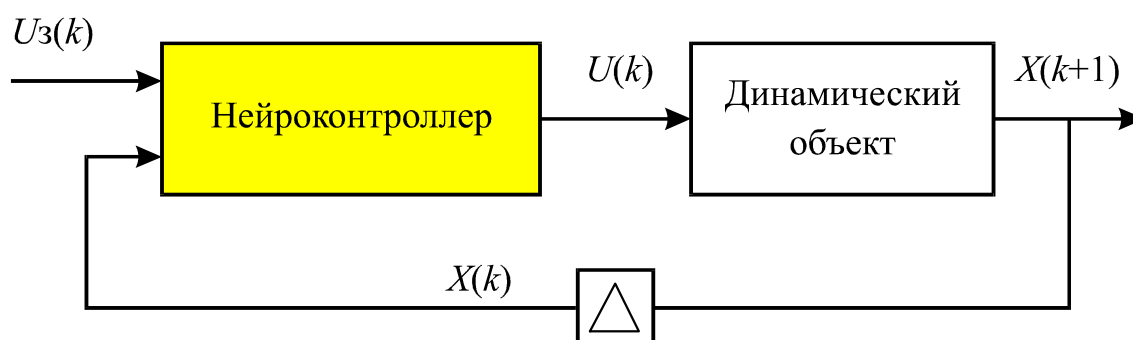 Uз(k)
Нейроконтроллер
U(k)
Динамический
объект
X(k+1)
X(k)
△